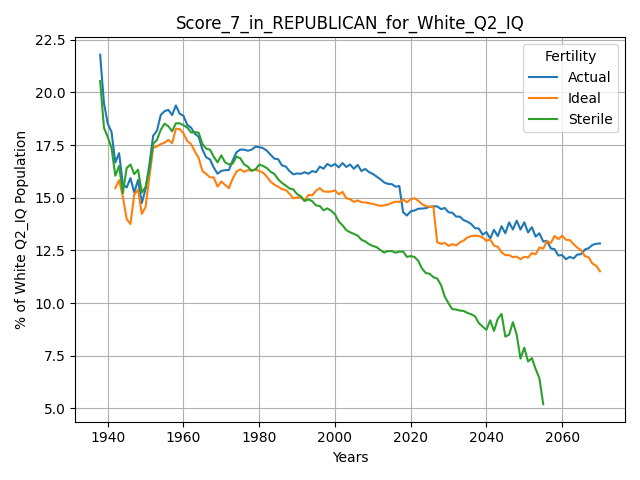 Score_7_in_REPUBLICAN_for_White_Q2_IQ
Fertility
Actual
Ideal
Sterile
% of White Q2_IQ Population
22.5
20.0
17.5
15.0
12.5
10.0
7.5
5.0
1940 1960 1980 2000 2020 2040 2060
Years